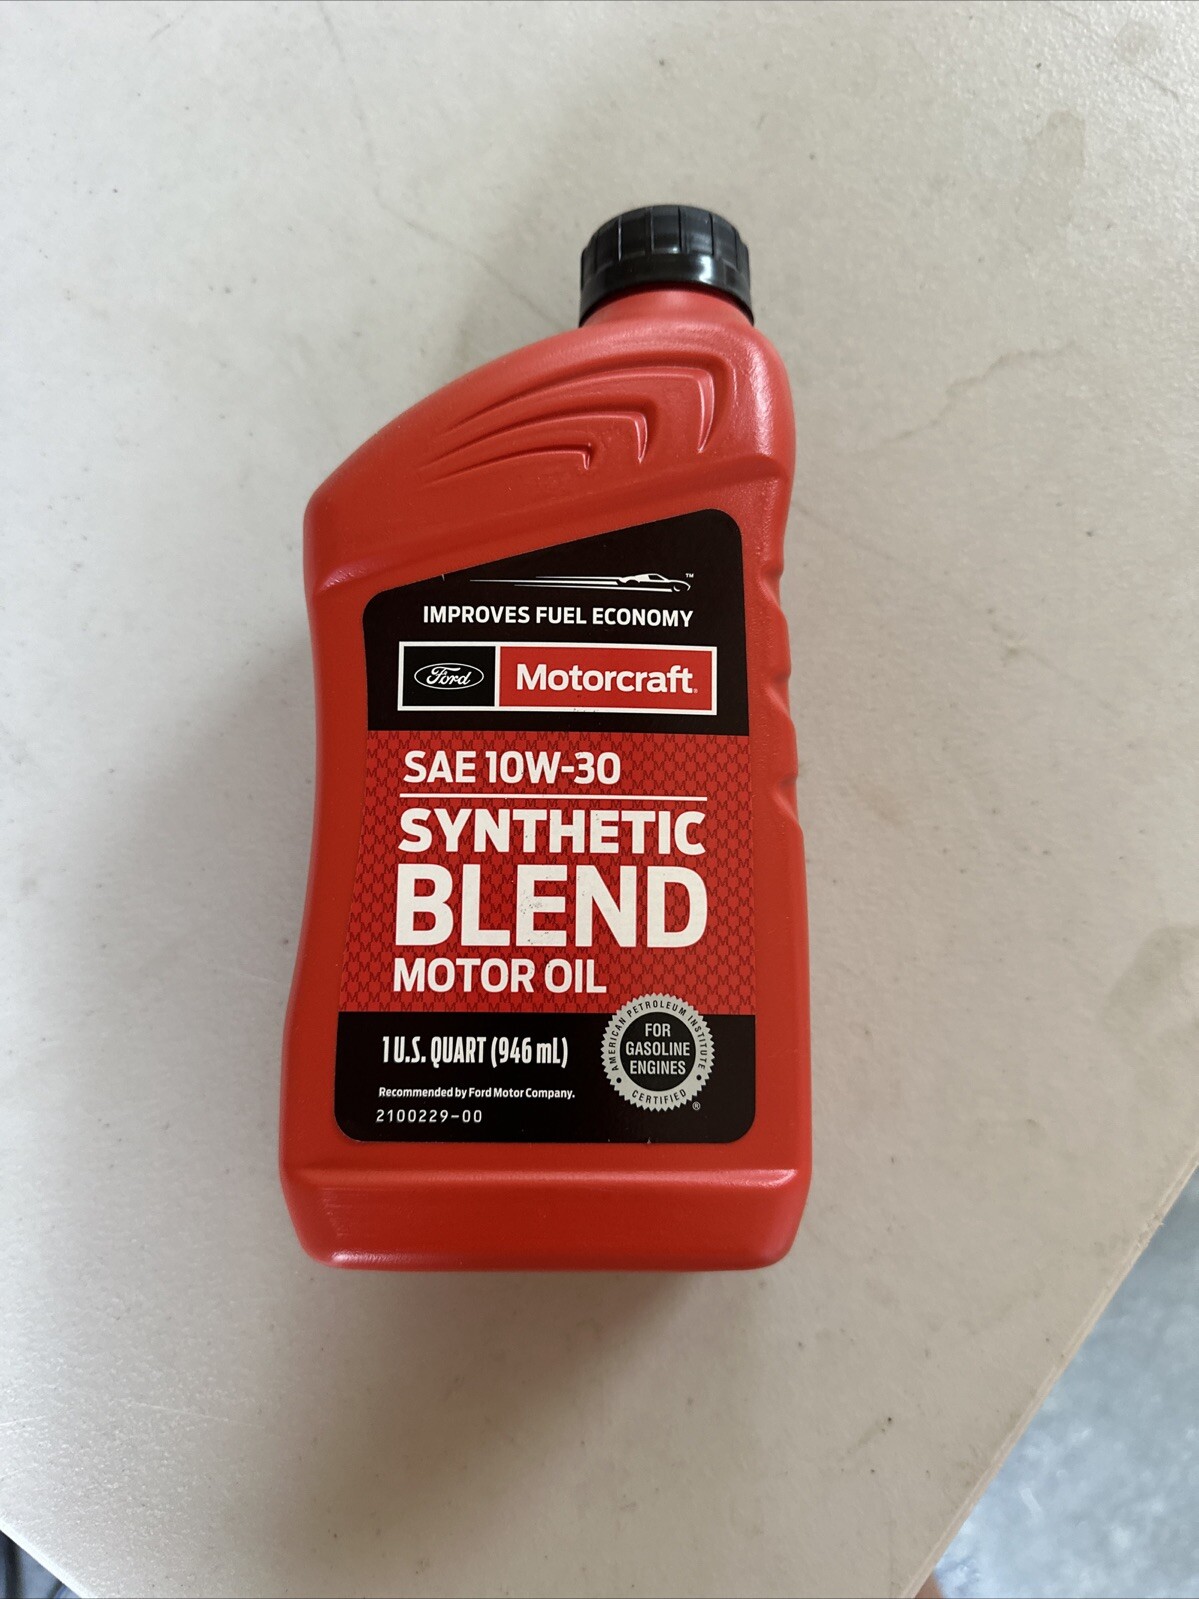 ™
IMPROVES FUEL ECONOMY
Ford
Motorcraft®
SAE 10W-30
SYNTHETIC
BLEND
MOTOR OIL
1 U.S. QUART (946 mL)
Recommended by Ford Motor Company.
2100229-00
AMERICAN PETROLEUM INSTITUTE
FOR
GASOLINE
ENGINES
• CERTIFIED •
®